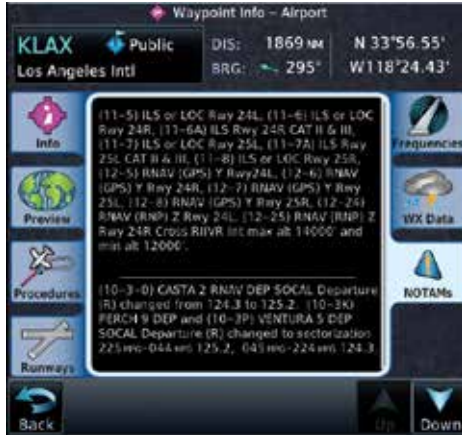 Waypoint Info – Airport
KLAX
Public
Los Angeles Intl
DIS: 1869 NM
BRG: 295°
N 33°56.55'
W118°24.43'
Info
Preview
Procedures
Runways
(11-5) ILS or LOC Rwy 24L, (11-6) ILS or LOC
Rwy 24R, (11-6A) ILS Rwy 24R CAT II & III,
(11-7) ILS or LOC Rwy 25L, (11-7A) ILS Rwy
25L CAT II & III, (11-8) ILS or LOC Rwy 25R,
(12-5) RNAV (GPS) Y Rwy24L, (12-6) RNAV
(GPS) Y Rwy 24R, (12-7) RNAV (GPS) Y Rwy
25L, (12-8) RNAV (GPS) Y Rwy 25R, (12-24)
RNAV (RNP) Z Rwy 24L, (12-25) RNAV (RNP) Z
Rwy 24R Cross RIIVR Int max alt 14000' and
min alt 12000'.
(10-3-0) CASTA 2 RNAV DEP SOCAL Departure
(R) changed from 124.3 to 125.2. (10-3K)
PERCH 9 DEP and (10-3P) VENTURA 5 DEP
SOCAL Departure (R) changed to sectorization
225 -044 125.2, 045 -224 124.3.
Frequencies
WX Data
NOTAMs
Back
Up
Down